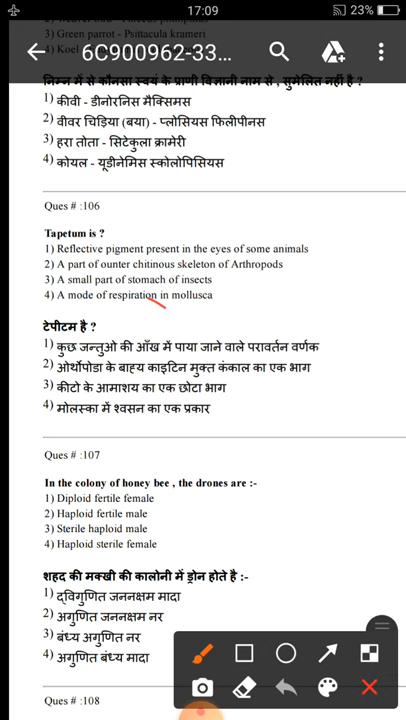 17:09
23%
3) Green parrot - Psittacula krameri
4) Koel
6C900962-33...
निम्न में से कौनसा स्वयं के प्राणी विज्ञानी नाम से , सुमेलित नहीं है ?
1) कीवी - डीनोरनिस मैक्सिमस
2) वीवर चिड़िया (बया) - प्लोसियस फिलीपीनस
3) हरा तोता - सिटेकुला क्रामेरी
4) कोयल - यूडीनेमिस स्कोलोपिसियस
Ques # :106
Tapetum is ?
1) Reflective pigment present in the eyes of some animals
2) A part of ounter chitinous skeleton of Arthropods
3) A small part of stomach of insects
4) A mode of respiration in mollusca
टेपीटम है ?
1) कुछ जन्तुओ की आँख में पाया जाने वाले परावर्तन वर्णक
2) ओर्थोपोडा के बाह्य काइटिन मुक्त कंकाल का एक भाग
3) कीटो के आमाशय का एक छोटा भाग
4) मोलस्का में श्वसन का एक प्रकार
Ques # :107
In the colony of honey bee , the drones are :-
1) Diploid fertile female
2) Haploid fertile male
3) Sterile haploid male
4) Haploid sterile female
शहद की मक्खी की कालोनी में ड्रोन होते है :-
1) द्विगुणित जननक्षम मादा
2) अगुणित जननक्षम नर
3) बंध्य अगुणित नर
4) अगुणित बंध्य मादा
Ques # :108